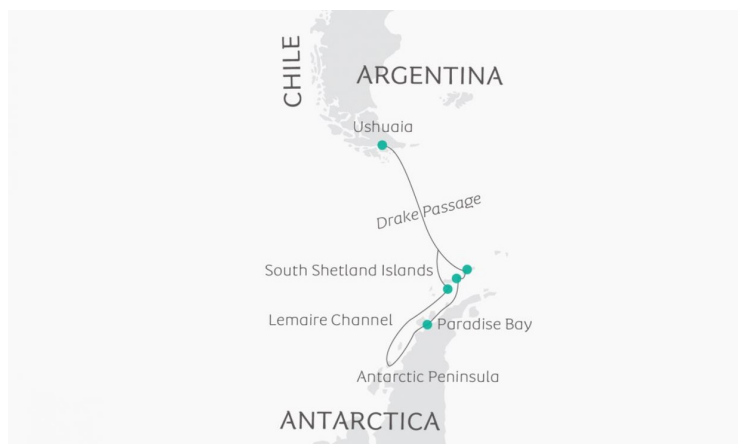 CHILE
ARGENTINA
Ushuaia
Drake Passage
South Shetland Islands
Lemaire Channel
Paradise Bay
Antarctic Peninsula
ANTARCTICA